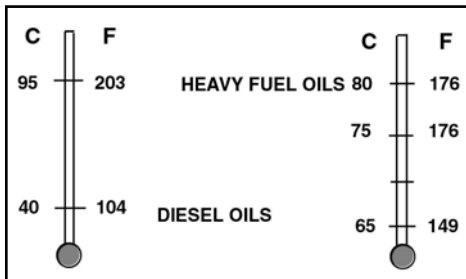 C F C F
95 203 HEAVY FUEL OILS 80 176
75 176
40 104 DIESEL OILS
65 149